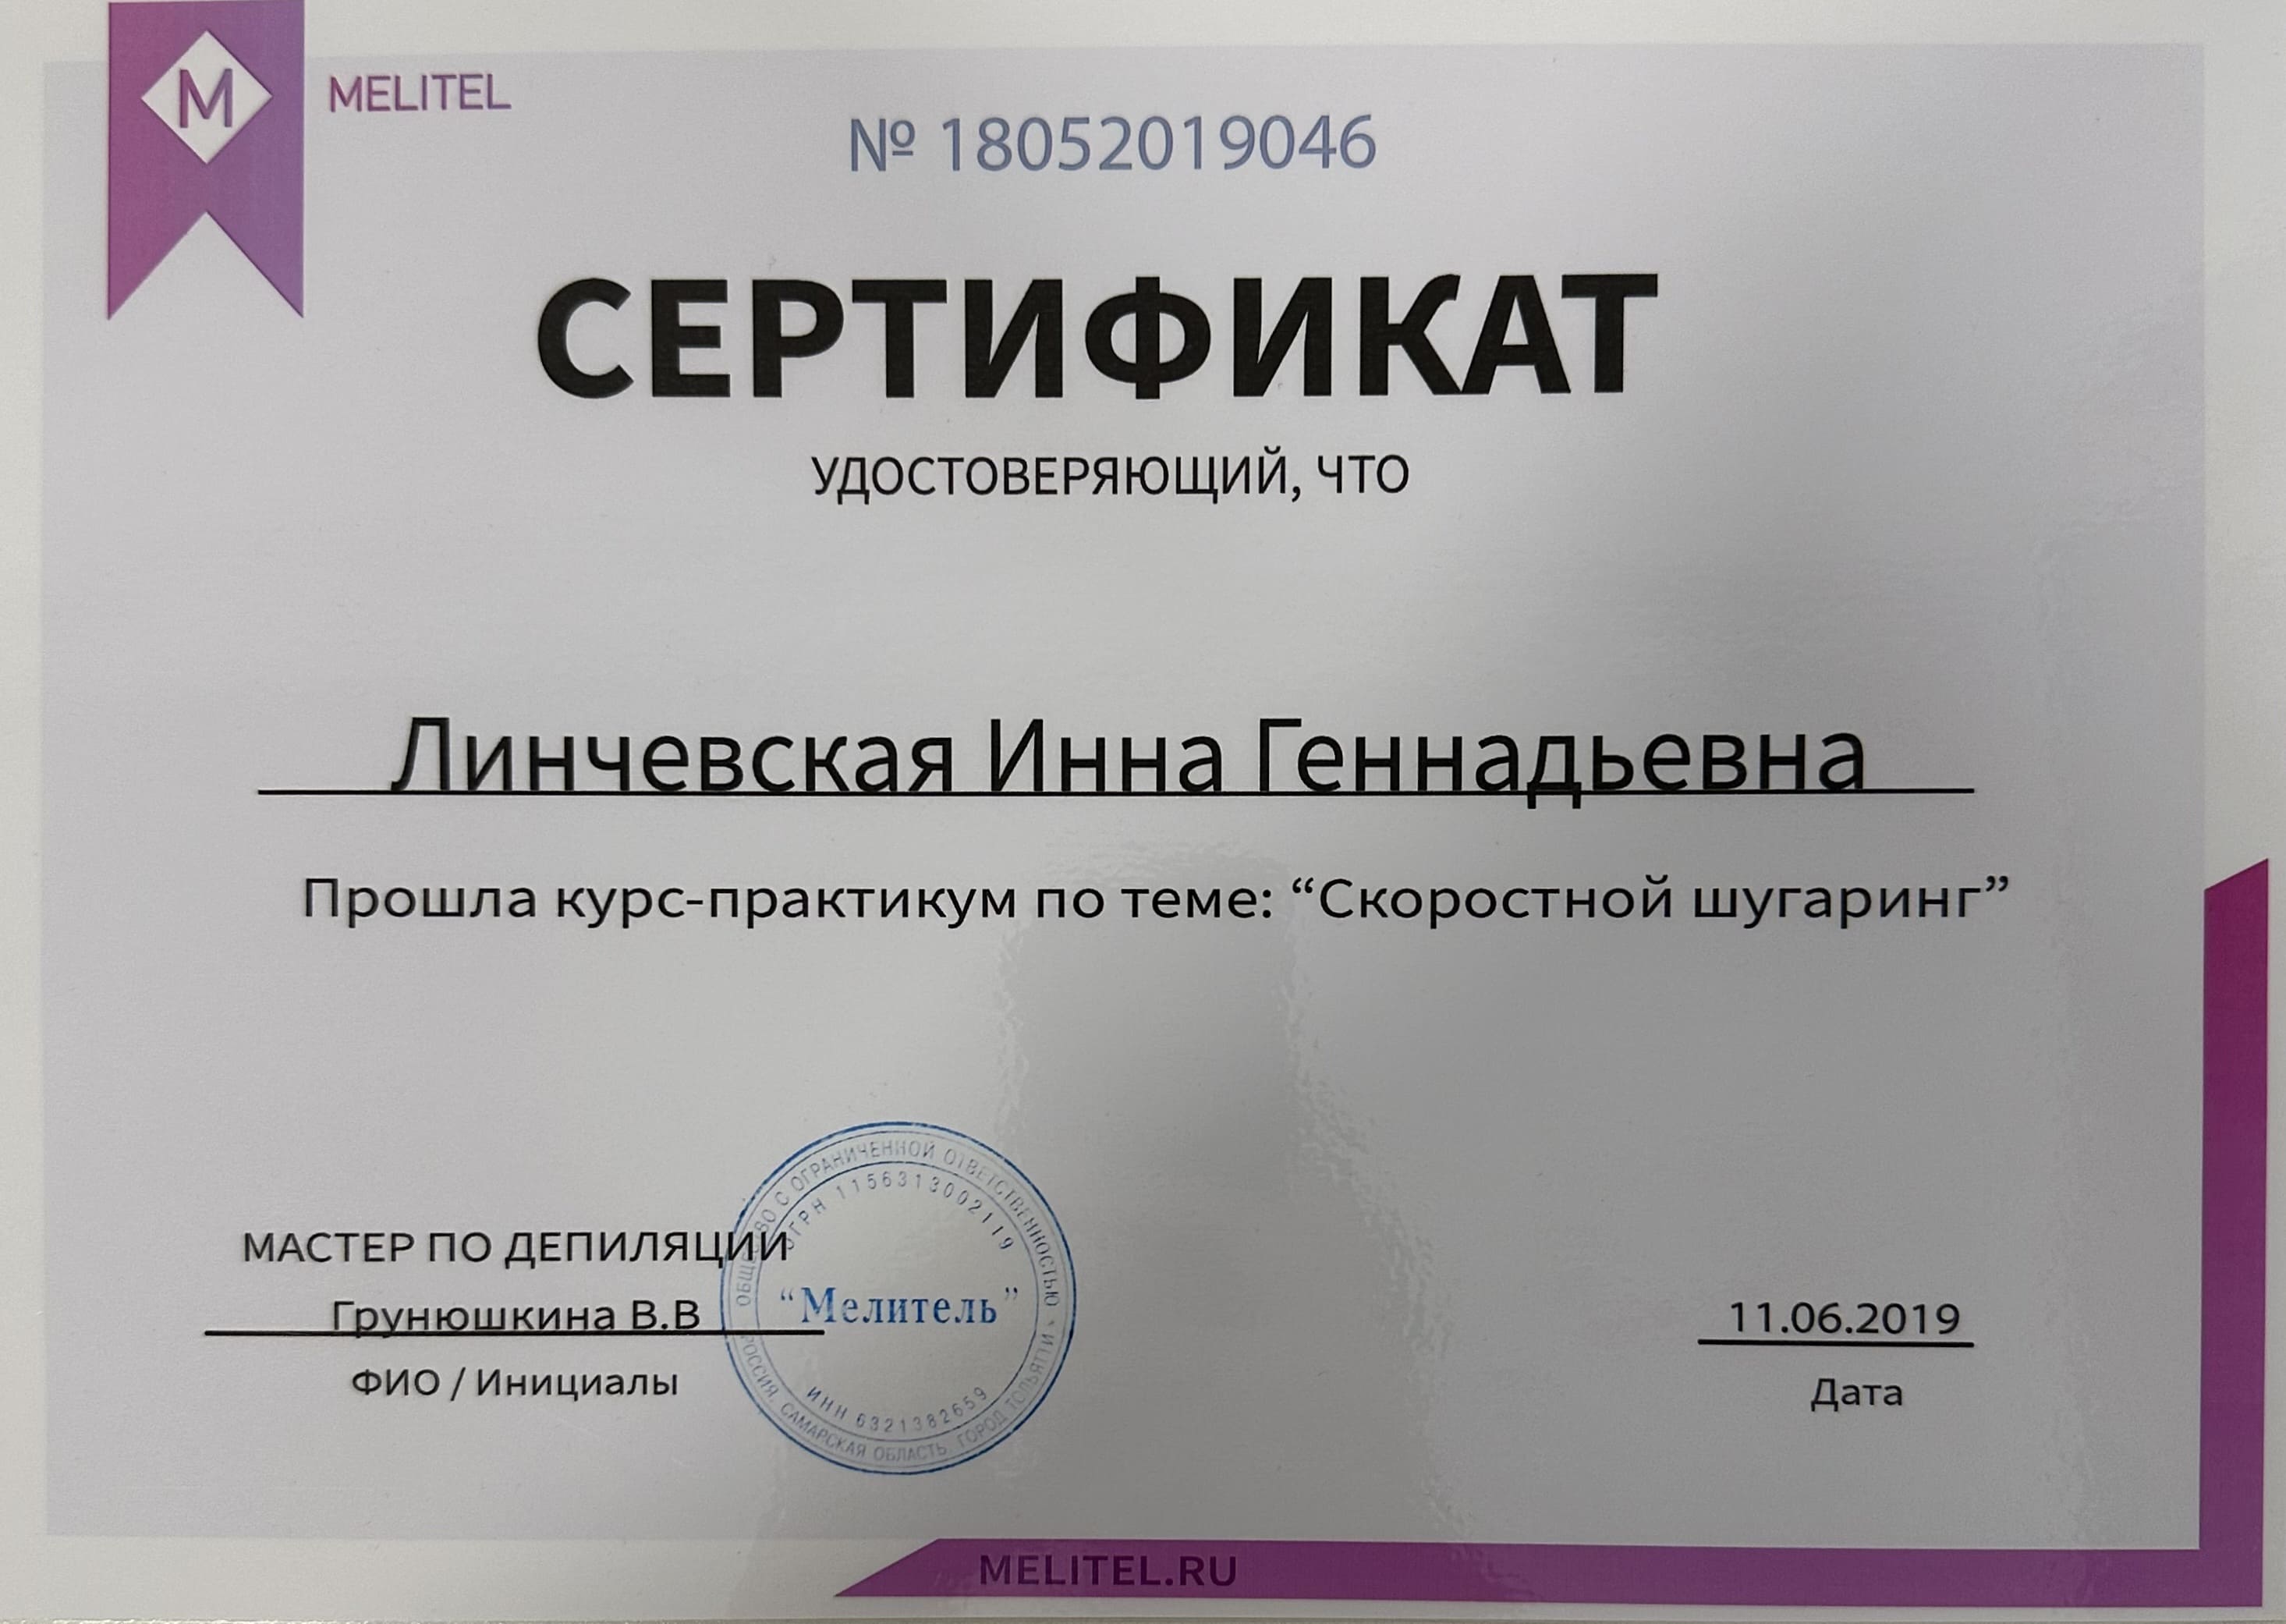 MELITEL
№ 18052019046
СЕРТИФИКАТ
УДОСТОВЕРЯЮЩИЙ, ЧТО
Линчевская Инна Геннадьевна
Прошла курс-практикум по теме: “Скоростной шугаринг”
МАСТЕР ПО ДЕПИЛЯЦИИ
Грунюшкина В.В
ФИО / Инициалы
ОБЩЕСТВО С ОГРАНИЧЕННОЙ ОТВЕТСТВЕННОСТЬЮ
ОГРН 1156313002119
“Мелитель”
ИНН 6321382659
РОССИЯ, САМАРСКАЯ ОБЛАСТЬ, ГОРОД ТОЛЬЯТТИ
11.06.2019
Дата
MELITEL.RU